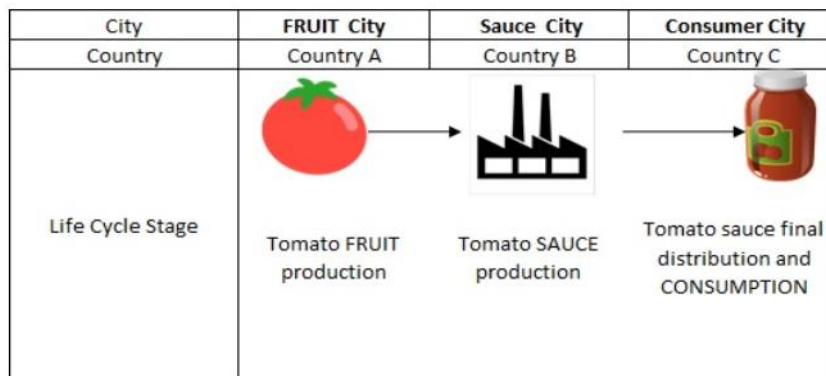 City FRUIT City Sauce City Consumer City
Country Country A Country B Country C
Life Cycle Stage
Tomato FRUIT
production
Tomato SAUCE
production
Tomato sauce final
distribution and
CONSUMPTION